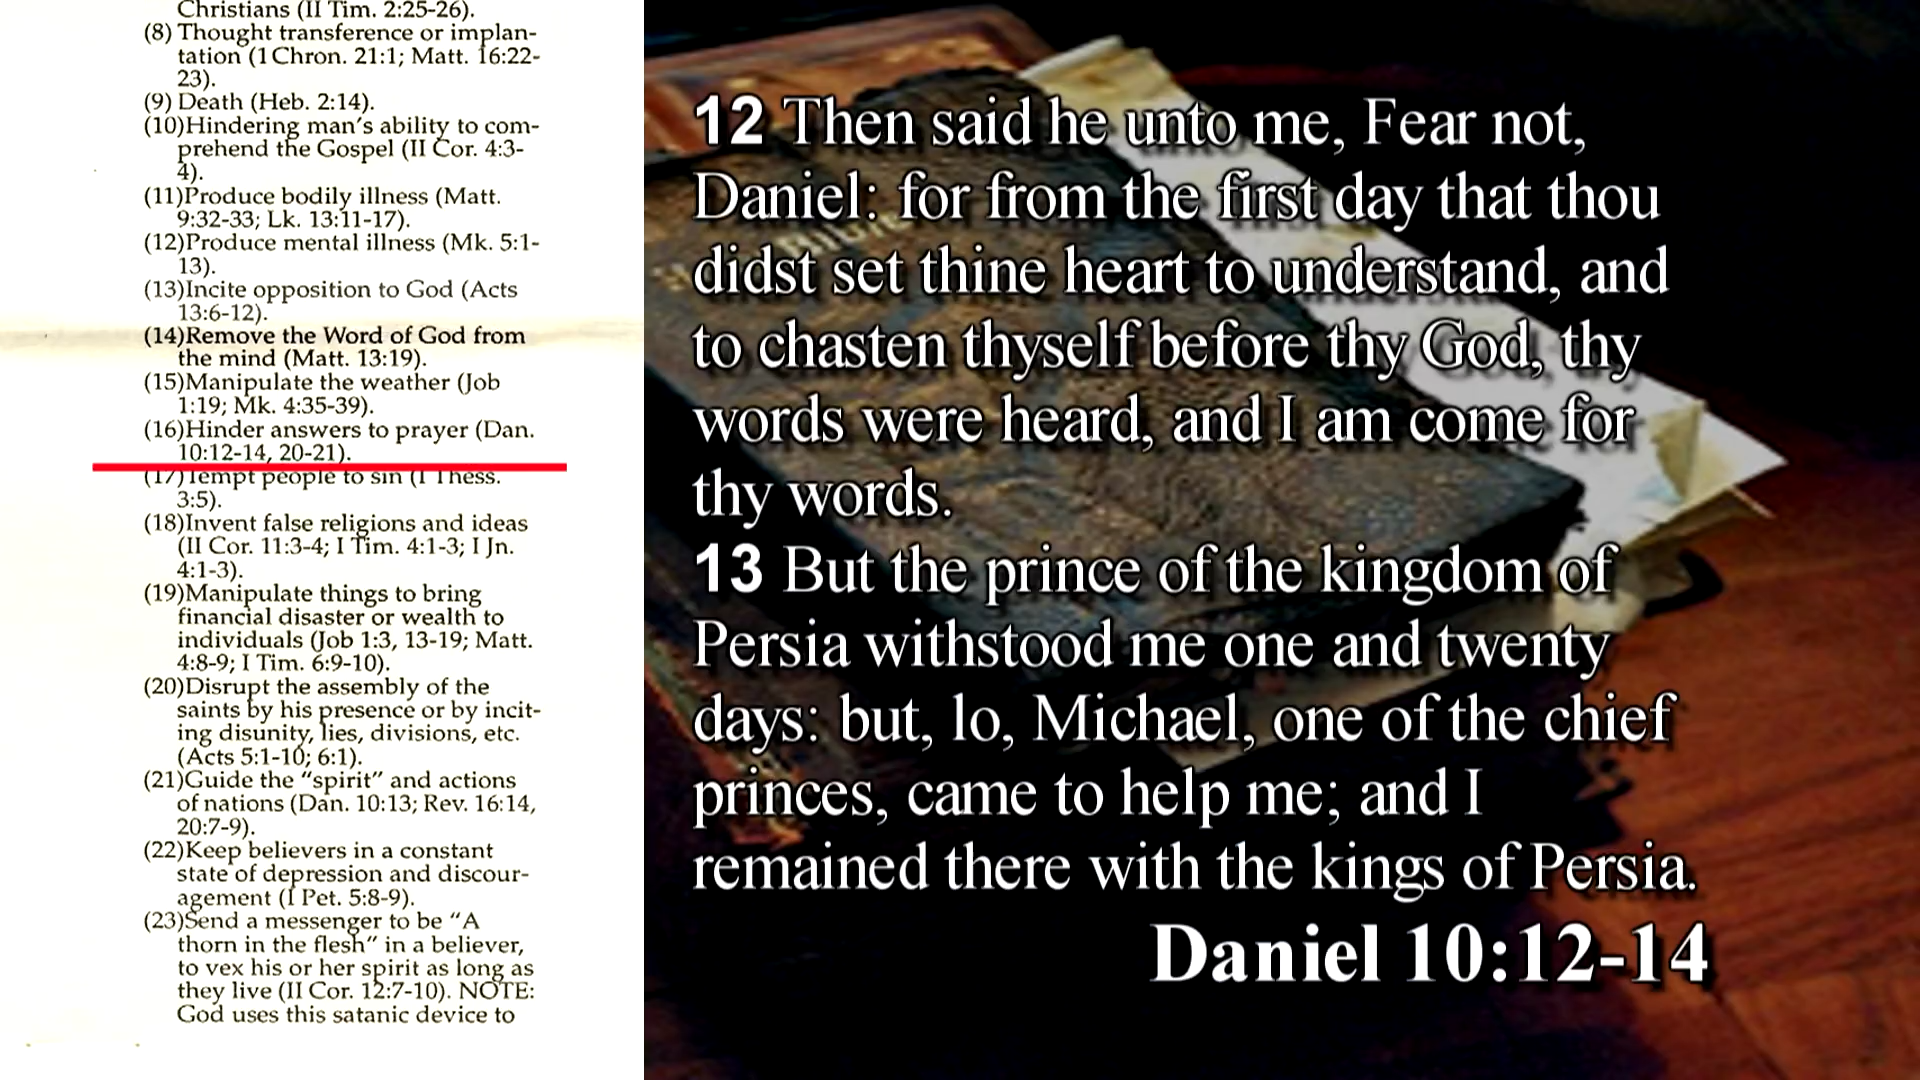 Christians (II Tim. 2:25-26).
(8) Thought transference or implan-
tation (1 Chron. 21:1; Matt. 16:22-
23).
(9) Death (Heb. 2:14).
(10)Hindering man's ability to com-
prehend the Gospel (II Cor. 4:3-
4).
(11)Produce bodily illness (Matt.
9:32-33; Lk. 13:11-17).
(12)Produce mental illness (Mk. 5:1-
13).
(13)Incite opposition to God (Acts
13:6-12).
(14)Remove the Word of God from
the mind (Matt. 13:19).
(15)Manipulate the weather (Job
1:19; Mk. 4:35-39).
(16)Hinder answers to prayer (Dan.
10:12-14, 20-21).
(17)Tempt people to sin (I Thess.
3:5).
(18)Invent false religions and ideas
(II Cor. 11:3-4; I Tim. 4:1-3; I Jn.
4:1-3).
(19)Manipulate things to bring
financial disaster or wealth to
individuals (Job 1:3, 13-19; Matt.
4:8-9; I Tim. 6:9-10).
(20)Disrupt the assembly of the
saints by his presence or by incit-
ing disunity, lies, divisions, etc.
(Acts 5:1-10; 6:1).
(21)Guide the "spirit" and actions
of nations (Dan. 10:13; Rev. 16:14,
20:7-9).
(22)Keep believers in a constant
state of depression and discour-
agement (I Pet. 5:8-9).
(23)Send a messenger to be "A
thorn in the flesh" in a believer,
to vex his or her spirit as long as
they live (II Cor. 12:7-10). NOTE:
God uses this satanic device to
12 Then said he unto me, Fear not,
Daniel: for from the first day that thou
didst set thine heart to understand, and
to chasten thyself before thy God, thy
words were heard, and I am come for
thy words.
13 But the prince of the kingdom of
Persia withstood me one and twenty
days: but, lo, Michael, one of the chief
princes, came to help me; and I
remained there with the kings of Persia.
Daniel 10:12-14
Bible